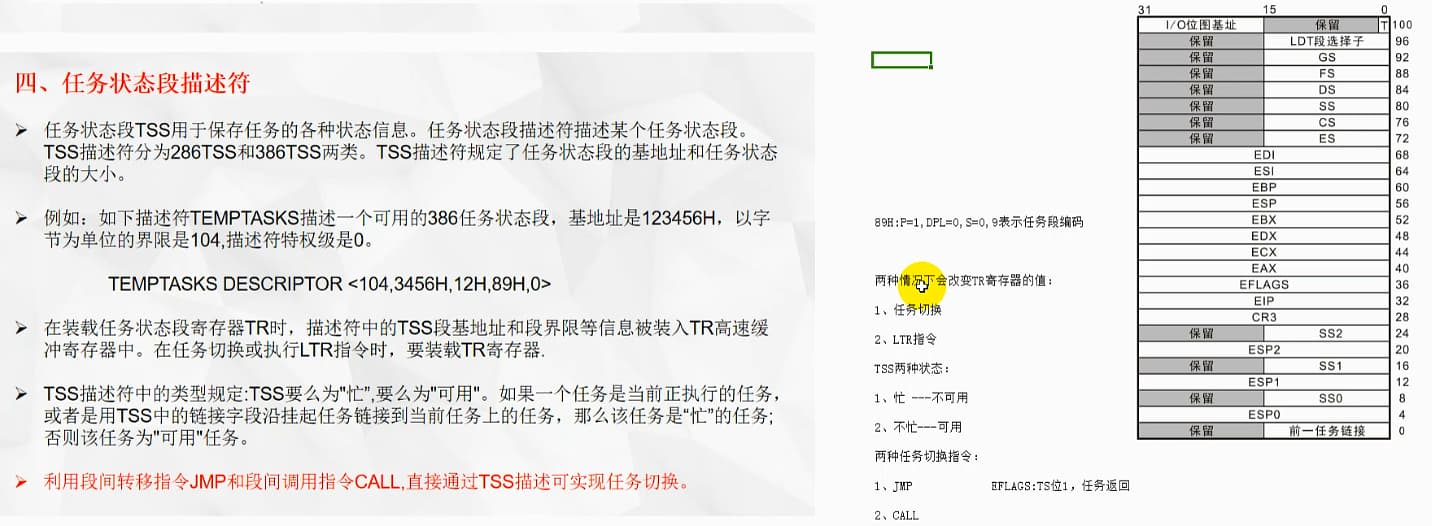 四、任务状态段描述符
➢ 任务状态段TSS用于保存任务的各种状态信息。任务状态段描述符描述某个任务状态段。
TSS描述符分为286TSS和386TSS两类。TSS描述符规定了任务状态段的基地址和任务状态
段的大小。
➢ 例如：如下描述符TEMPTASKS描述一个可用的386任务状态段，基地址是123456H，以字
节为单位的界限是104,描述符特权级是0。
TEMPTASKS DESCRIPTOR <104,3456H,12H,89H,0>
➢ 在装载任务状态段寄存器TR时，描述符中的TSS段基地址和段界限等信息被装入TR高速缓
冲寄存器中。在任务切换或执行LTR指令时，要装载TR寄存器.
➢ TSS描述符中的类型规定:TSS要么为"忙”,要么为"可用"。如果一个任务是当前正执行的任务，
或者是用TSS中的链接字段沿挂起任务链接到当前任务上的任务，那么该任务是“忙”的任务;
否则该任务为"可用"任务。
➢ 利用段间转移指令JMP和段间调用指令CALL,直接通过TSS描述可实现任务切换。
89H:P=1,DPL=0,S=0,9表示任务段编码
两种情况下会改变TR寄存器的值：
1、任务切换
2、LTR指令
TSS两种状态：
1、忙 ---不可用
2、不忙---可用
两种任务切换指令：
1、JMP EFLAGS:TS位1，任务返回
2、CALL
31 15 0
I/O位图基址 保留 T 100
保留 LDT段选择子 96
保留 GS 92
保留 FS 88
保留 DS 84
保留 SS 80
保留 CS 76
保留 ES 72
EDI 68
ESI 64
EBP 60
ESP 56
EBX 52
EDX 48
ECX 44
EAX 40
EFLAGS 36
EIP 32
CR3 28
保留 SS2 24
ESP2 20
保留 SS1 16
ESP1 12
保留 SS0 8
ESP0 4
保留 前一任务链接 0